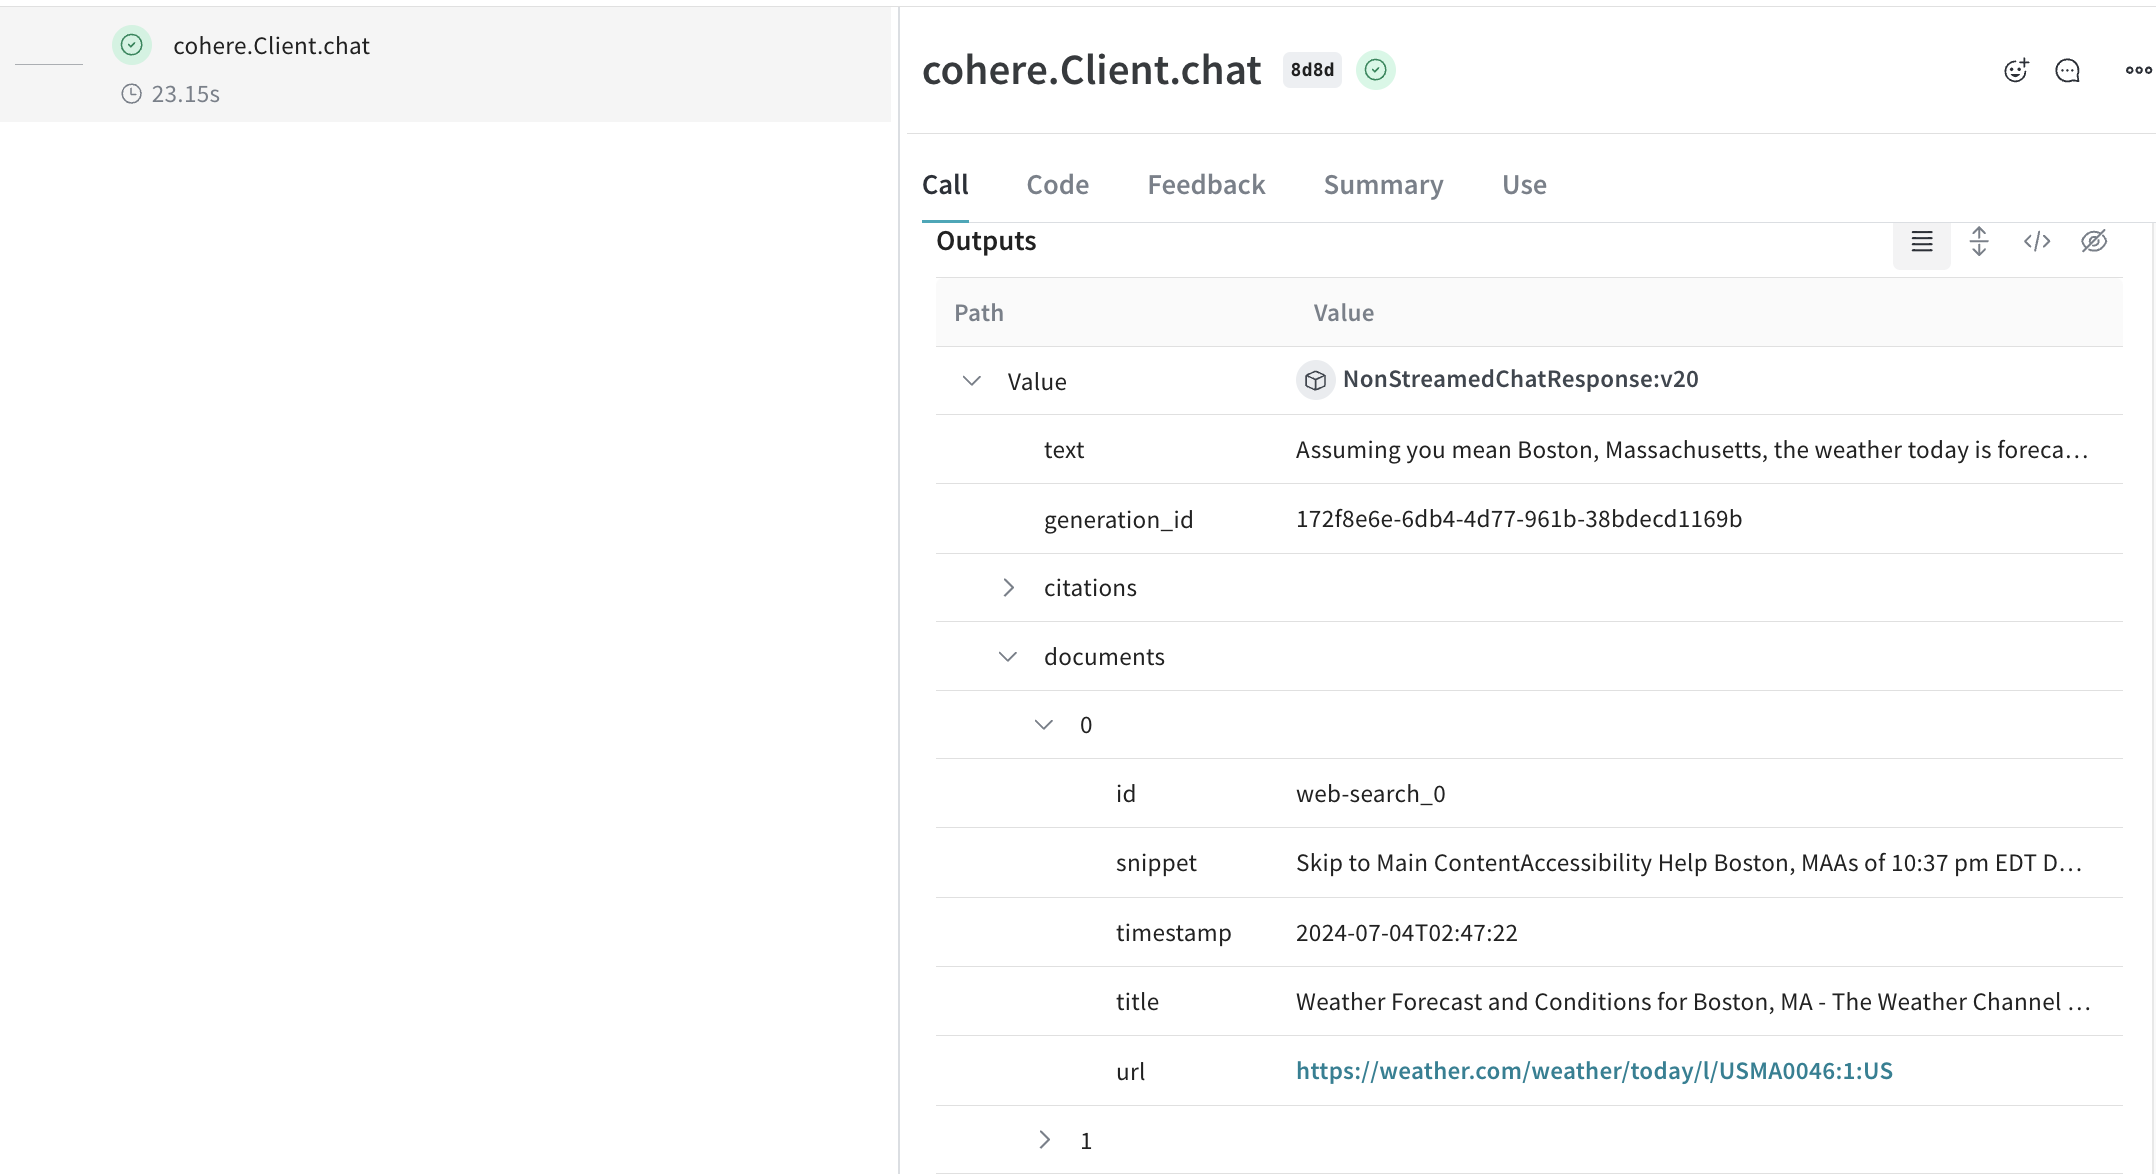 cohere.Client.chat
23.15s
cohere.Client.chat 8d8d
Call Code Feedback Summary Use
Outputs
Path Value
Value NonStreamedChatResponse:v20
text Assuming you mean Boston, Massachusetts, the weather today is foreca...
generation_id 172f8e6e-6db4-4d77-961b-38bdecd1169b
citations
documents
0
id web-search_0
snippet Skip to Main ContentAccessibility Help Boston, MAAs of 10:37 pm EDT D...
timestamp 2024-07-04T02:47:22
title Weather Forecast and Conditions for Boston, MA - The Weather Channel ...
url https://weather.com/weather/today/l/USMA0046:1:US
1